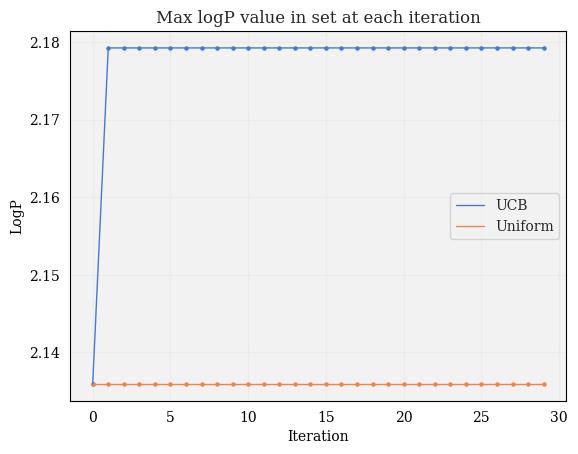 Max logP value in set at each iteration
2.18
2.17
2.16
2.15
2.14
LogP
UCB
Uniform
0 5 10 15 20 25 30
Iteration